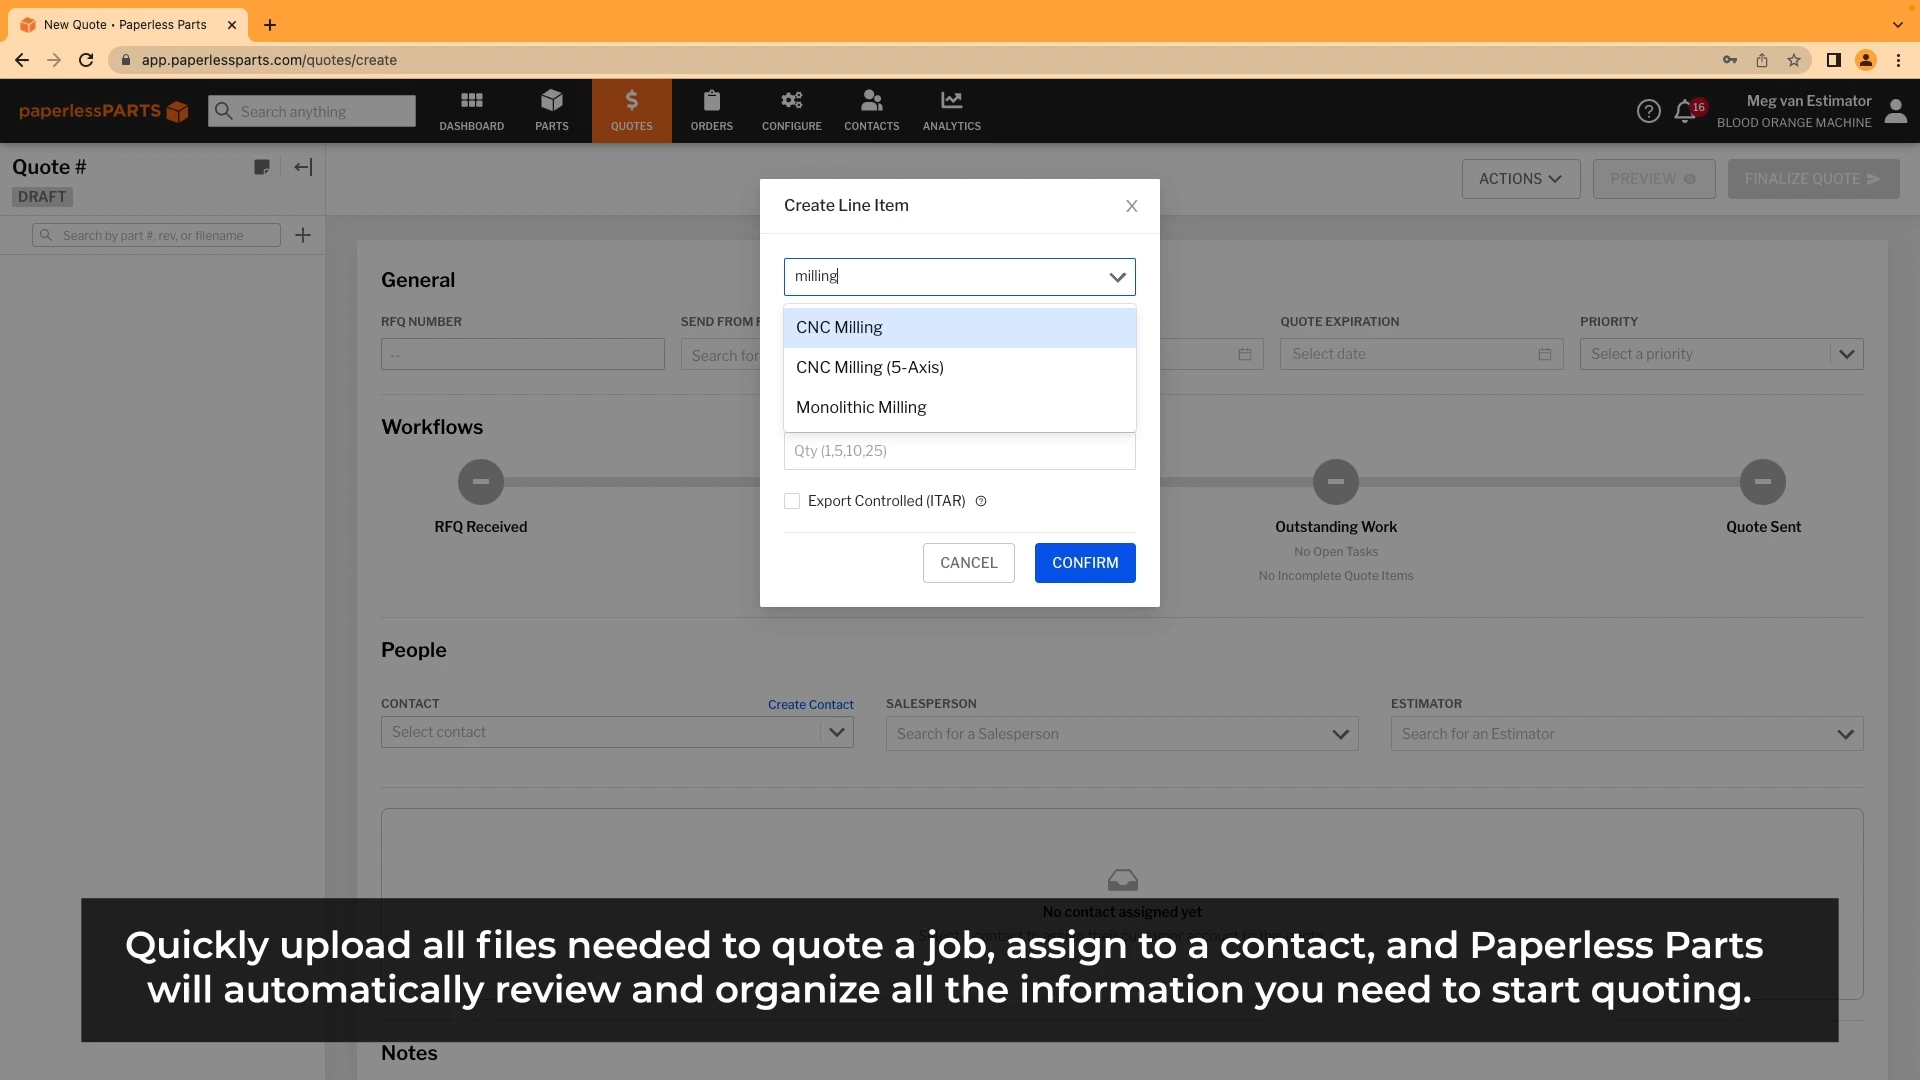 New Quote • Paperless Parts
app.paperlessparts.com/quotes/create
paperlessPARTS
Search anything
DASHBOARD
PARTS
$
QUOTES
ORDERS
CONFIGURE
CONTACTS
ANALYTICS
16
Meg van Estimator
BLOOD ORANGE MACHINE
Quote #
DRAFT
Search by part #, rev, or filename
ACTIONS
PREVIEW
FINALIZE QUOTE
Create Line Item
X
milling
CNC Milling
CNC Milling (5-Axis)
Monolithic Milling
Qty (1,5,10,25)
Export Controlled (ITAR)
CANCEL
CONFIRM
General
RFQ NUMBER
--
SEND FROM
Search for
QUOTE EXPIRATION
Select date
PRIORITY
Select a priority
Workflows
RFQ Received
Outstanding Work
No Open Tasks
No Incomplete Quote Items
Quote Sent
People
CONTACT
Create Contact
Select contact
SALESPERSON
Search for a Salesperson
ESTIMATOR
Search for an Estimator
No contact assigned yet
Quickly upload all files needed to quote a job, assign to a contact, and Paperless Parts
will automatically review and organize all the information you need to start quoting.
Notes